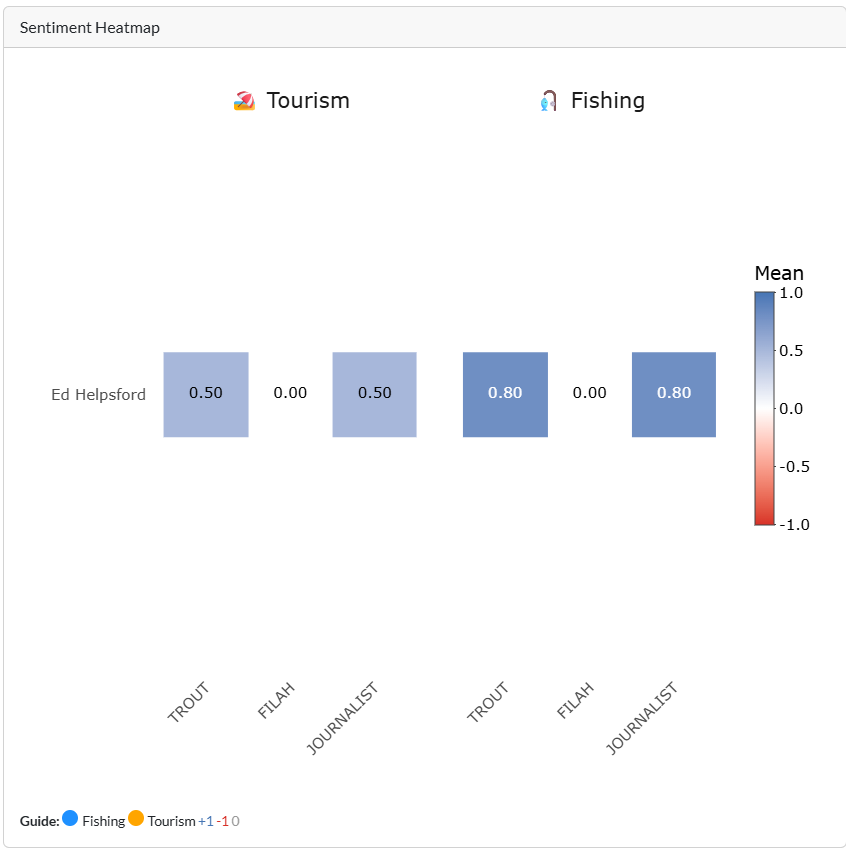 Sentiment Heatmap
Tourism
Fishing
Mean
1.0
0.5
0.0
-0.5
-1.0
Ed Helpsford
0.50
0.00
0.50
0.80
0.00
0.80
TROUT
FILAH
JOURNALIST
TROUT
FILAH
JOURNALIST
Guide: Fishing Tourism +1 -1 0